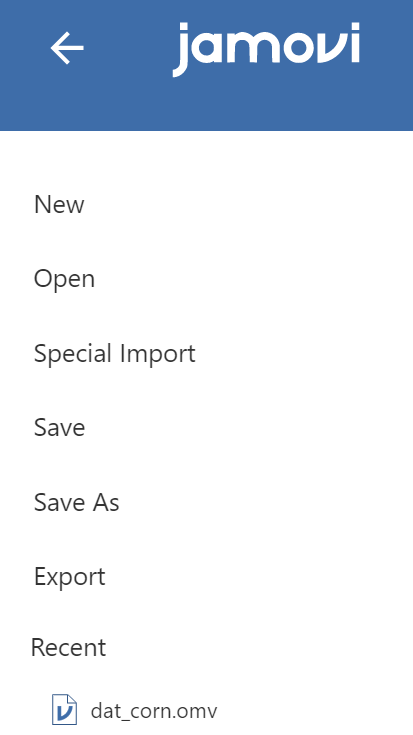 jamovi
New
Open
Special Import
Save
Save As
Export
Recent
dat_corn.omv